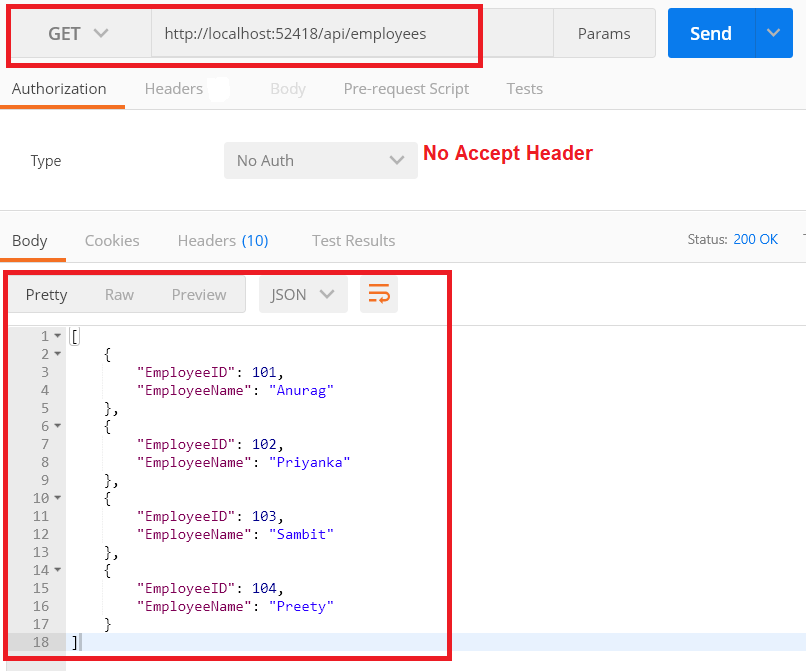 GET http://localhost:52418/api/employees Params Send
Authorization Headers Body Pre-request Script Tests
Type No Auth No Accept Header
Body Cookies Headers (10) Test Results Status: 200 OK
Pretty Raw Preview JSON
1 [
2 {
3 "EmployeeID": 101,
4 "EmployeeName": "Anurag"
5 },
6 {
7 "EmployeeID": 102,
8 "EmployeeName": "Priyanka"
9 },
10 {
11 "EmployeeID": 103,
12 "EmployeeName": "Sambit"
13 },
14 {
15 "EmployeeID": 104,
16 "EmployeeName": "Preety"
17 }
18 ]